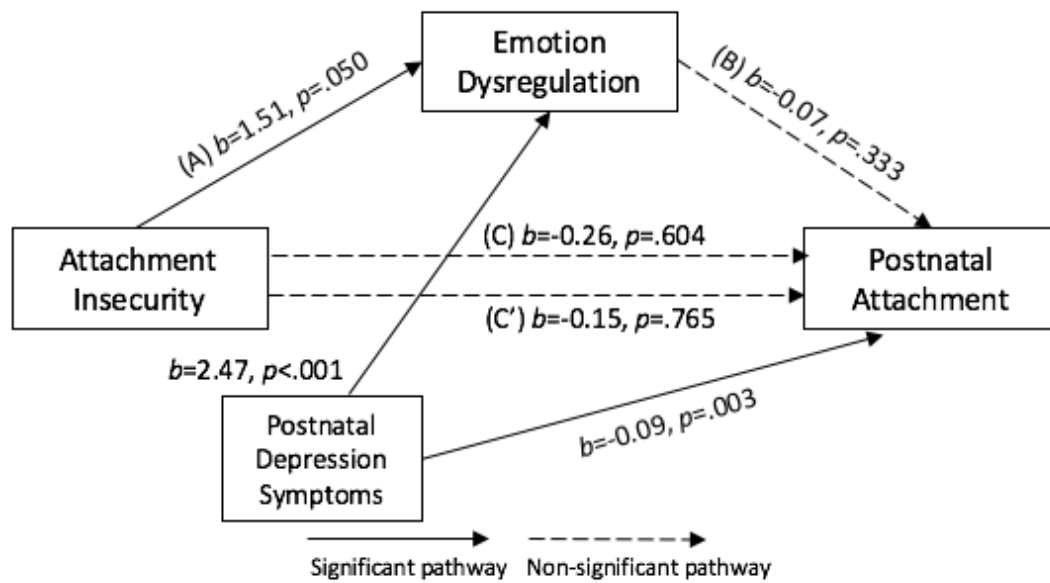 Emotion
Dysregulation
(A) b=1.51, p=.050
(B) b=-0.07, p=.333
Attachment
Insecurity
(C) b=-0.26, p=.604
(C’) b=-0.15, p=.765
Postnatal
Attachment
b=2.47, p<.001
b=-0.09, p=.003
Postnatal
Depression
Symptoms
Significant pathway
Non-significant pathway